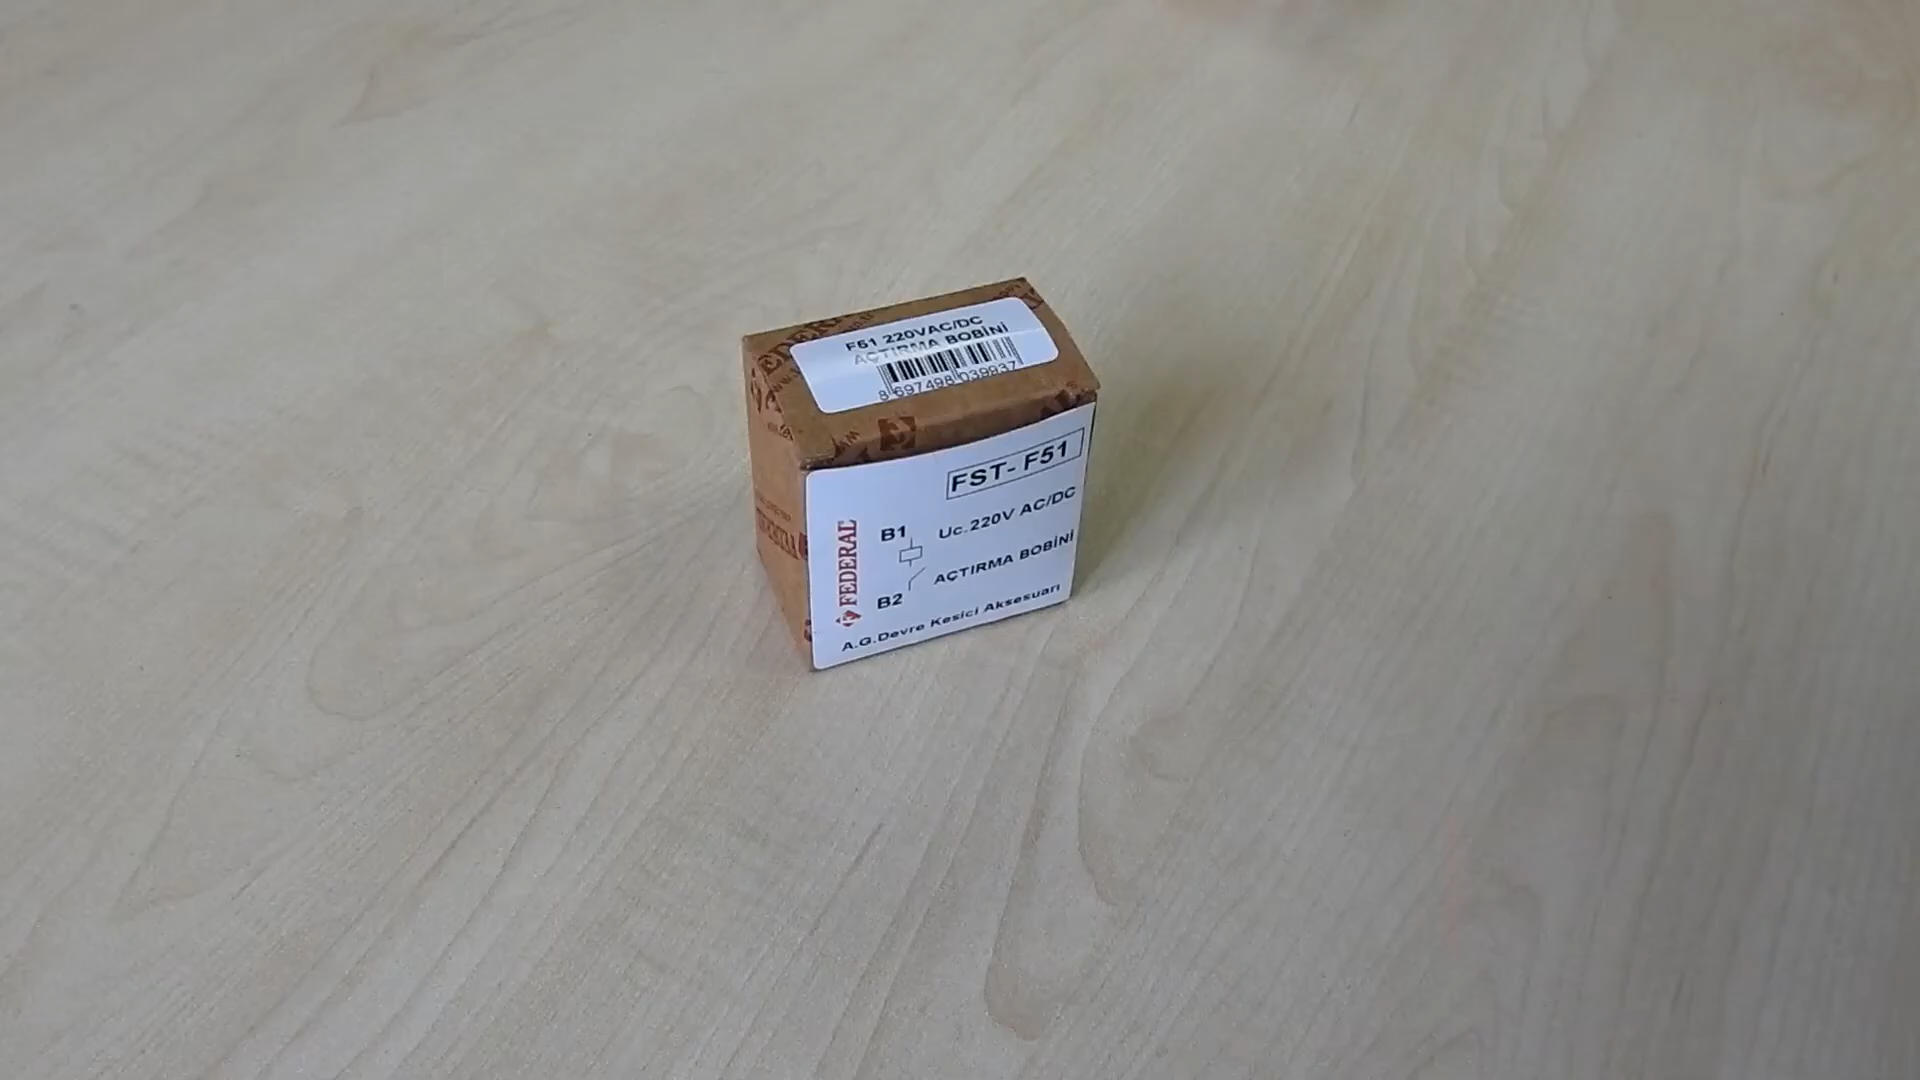 F51 220VAC/DC
AÇTIRMA BOBİNİ
8 697498 039937
FST- F51
FEDERAL
B1
Uc.220V AC/DC
AÇTIRMA BOBİNİ
B2
A.G.Devre Kesici Aksesuarı